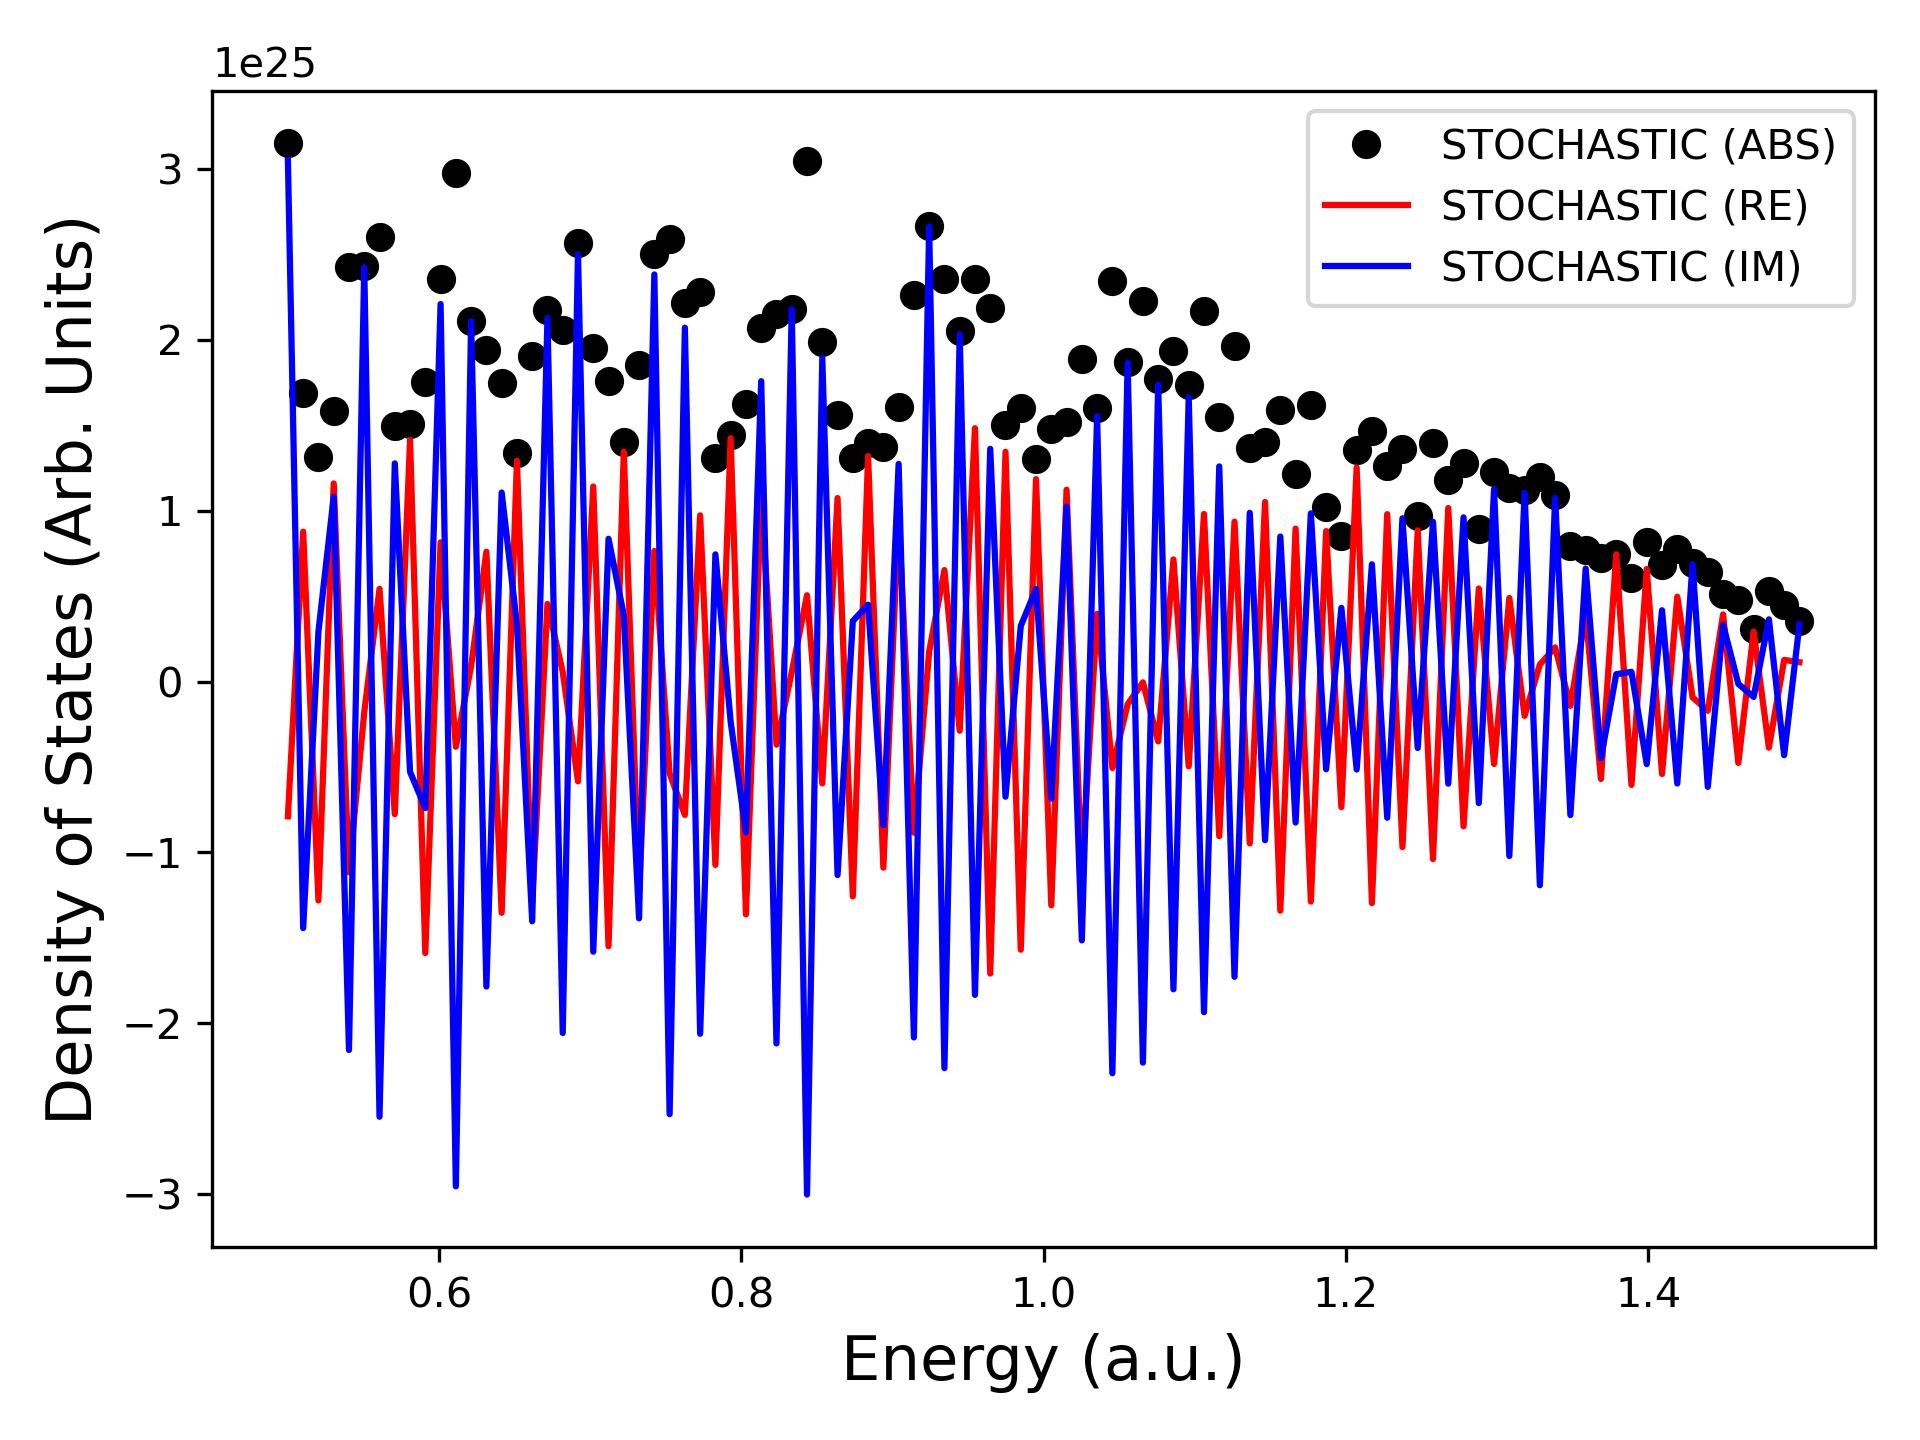 1e25
STOCHASTIC (ABS)
STOCHASTIC (RE)
STOCHASTIC (IM)
3
2
1
0
−1
−2
−3
Density of States (Arb. Units)
0.6 0.8 1.0 1.2 1.4
Energy (a.u.)